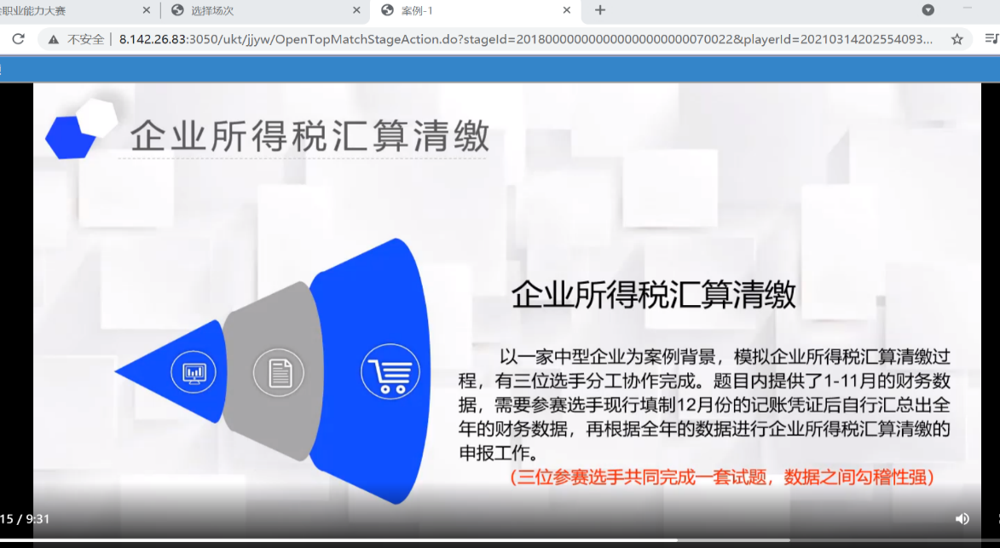 职业能力大赛
选择场次
案例-1
不安全
8.142.26.83:3050/ukt/jjyw/OpenTopMatchStageAction.do?stageId=20180000000000000000000070022&playerId=20210314202554093...
企业所得税汇算清缴
企业所得税汇算清缴
以一家中型企业为案例背景，模拟企业所得税汇算清缴过
程，有三位选手分工协作完成。题目内提供了1-11月的财务数
据，需要参赛选手现行填制12月份的记账凭证后自行汇总出全
年的财务数据，再根据全年的数据进行企业所得税汇算清缴的
申报工作。
（三位参赛选手共同完成一套试题，数据之间勾稽性强）
15 / 9:31